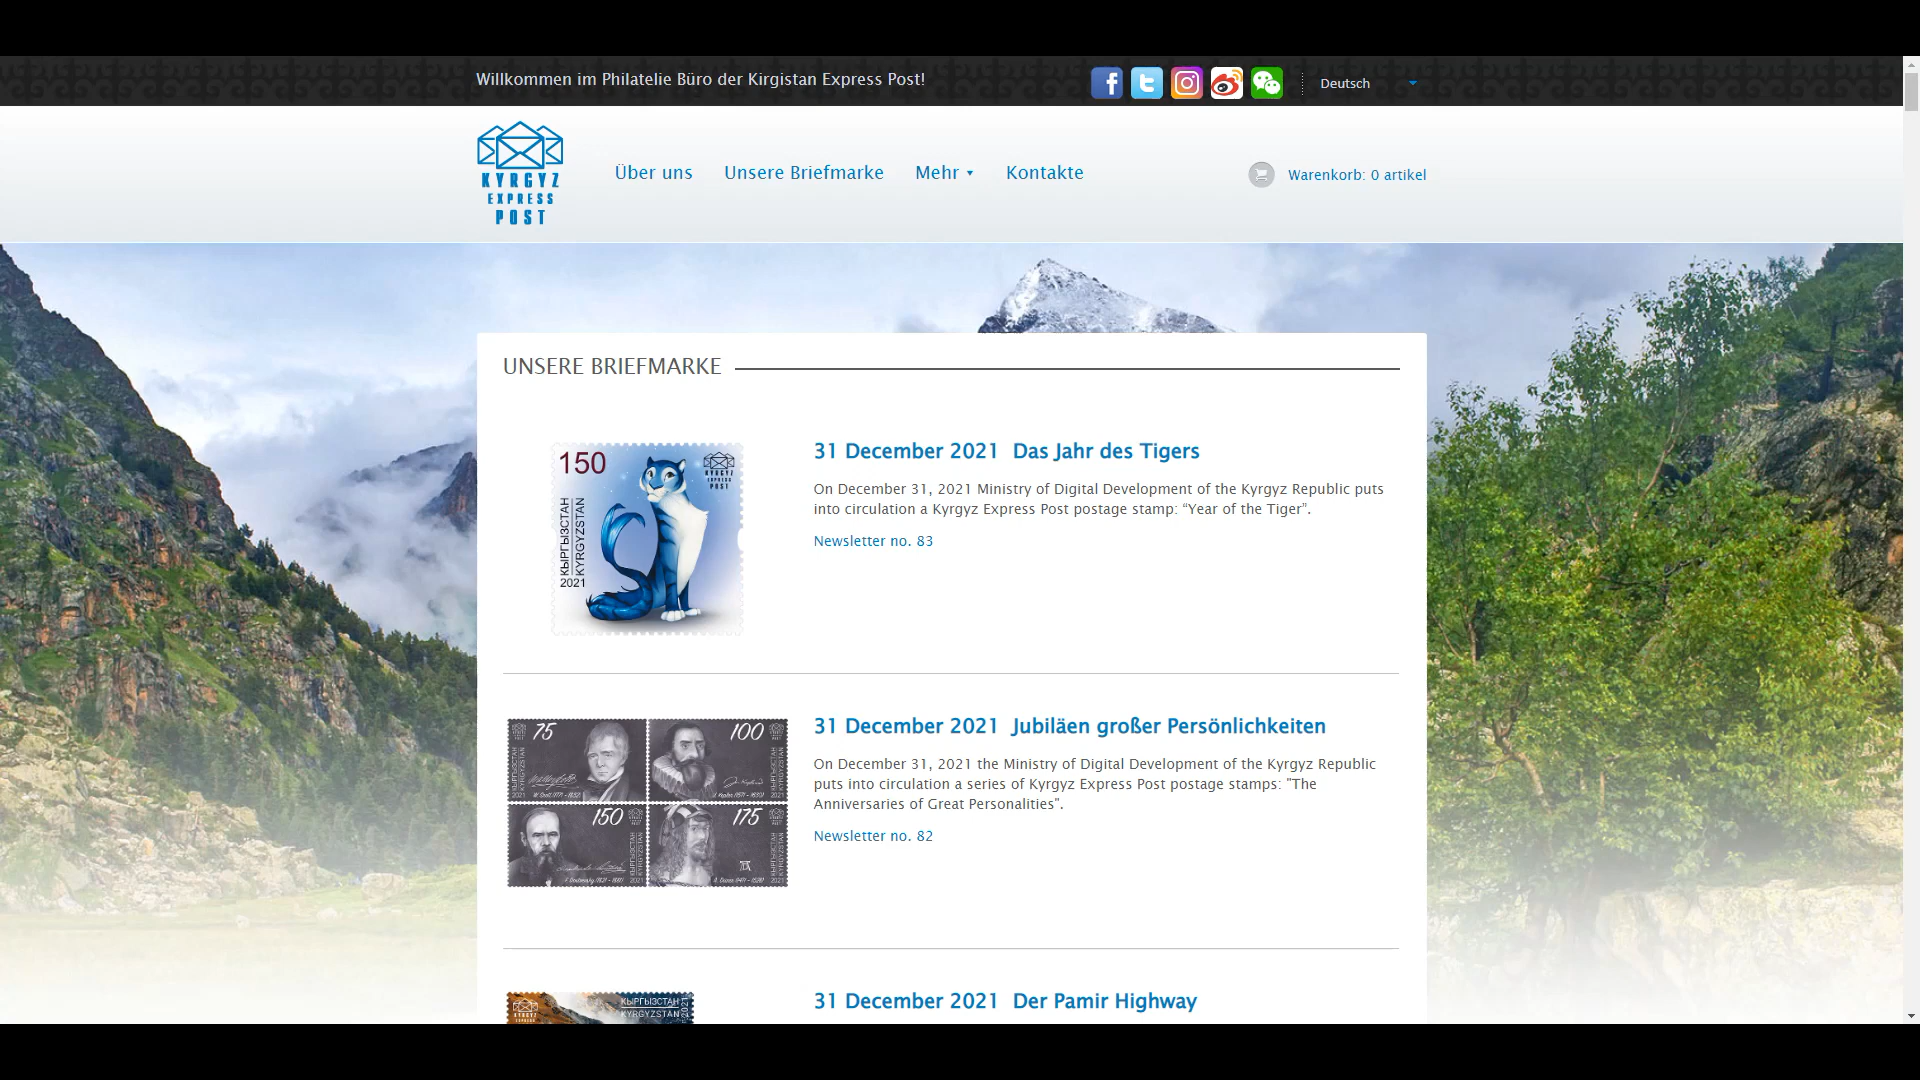 Willkommen im Philatelie Büro der Kirgistan Express Post!
Deutsch
KYRGYZ
EXPRESS
POST
Über uns
Unsere Briefmarke
Mehr
Kontakte
Warenkorb: 0 artikel
UNSERE BRIEFMARKE
150
KYRGYZ
EXPRESS
POST
КЫРГЫЗСТАН
KYRGYZSTAN
2021
31 December 2021 Das Jahr des Tigers
On December 31, 2021 Ministry of Digital Development of the Kyrgyz Republic puts
into circulation a Kyrgyz Express Post postage stamp: “Year of the Tiger”.
Newsletter no. 83
75
100
150
175
31 December 2021 Jubiläen großer Persönlichkeiten
On December 31, 2021 the Ministry of Digital Development of the Kyrgyz Republic
puts into circulation a series of Kyrgyz Express Post postage stamps: "The
Anniversaries of Great Personalities".
Newsletter no. 82
КЫРГЫЗСТАН
KYRGYZSTAN
2021
31 December 2021 Der Pamir Highway